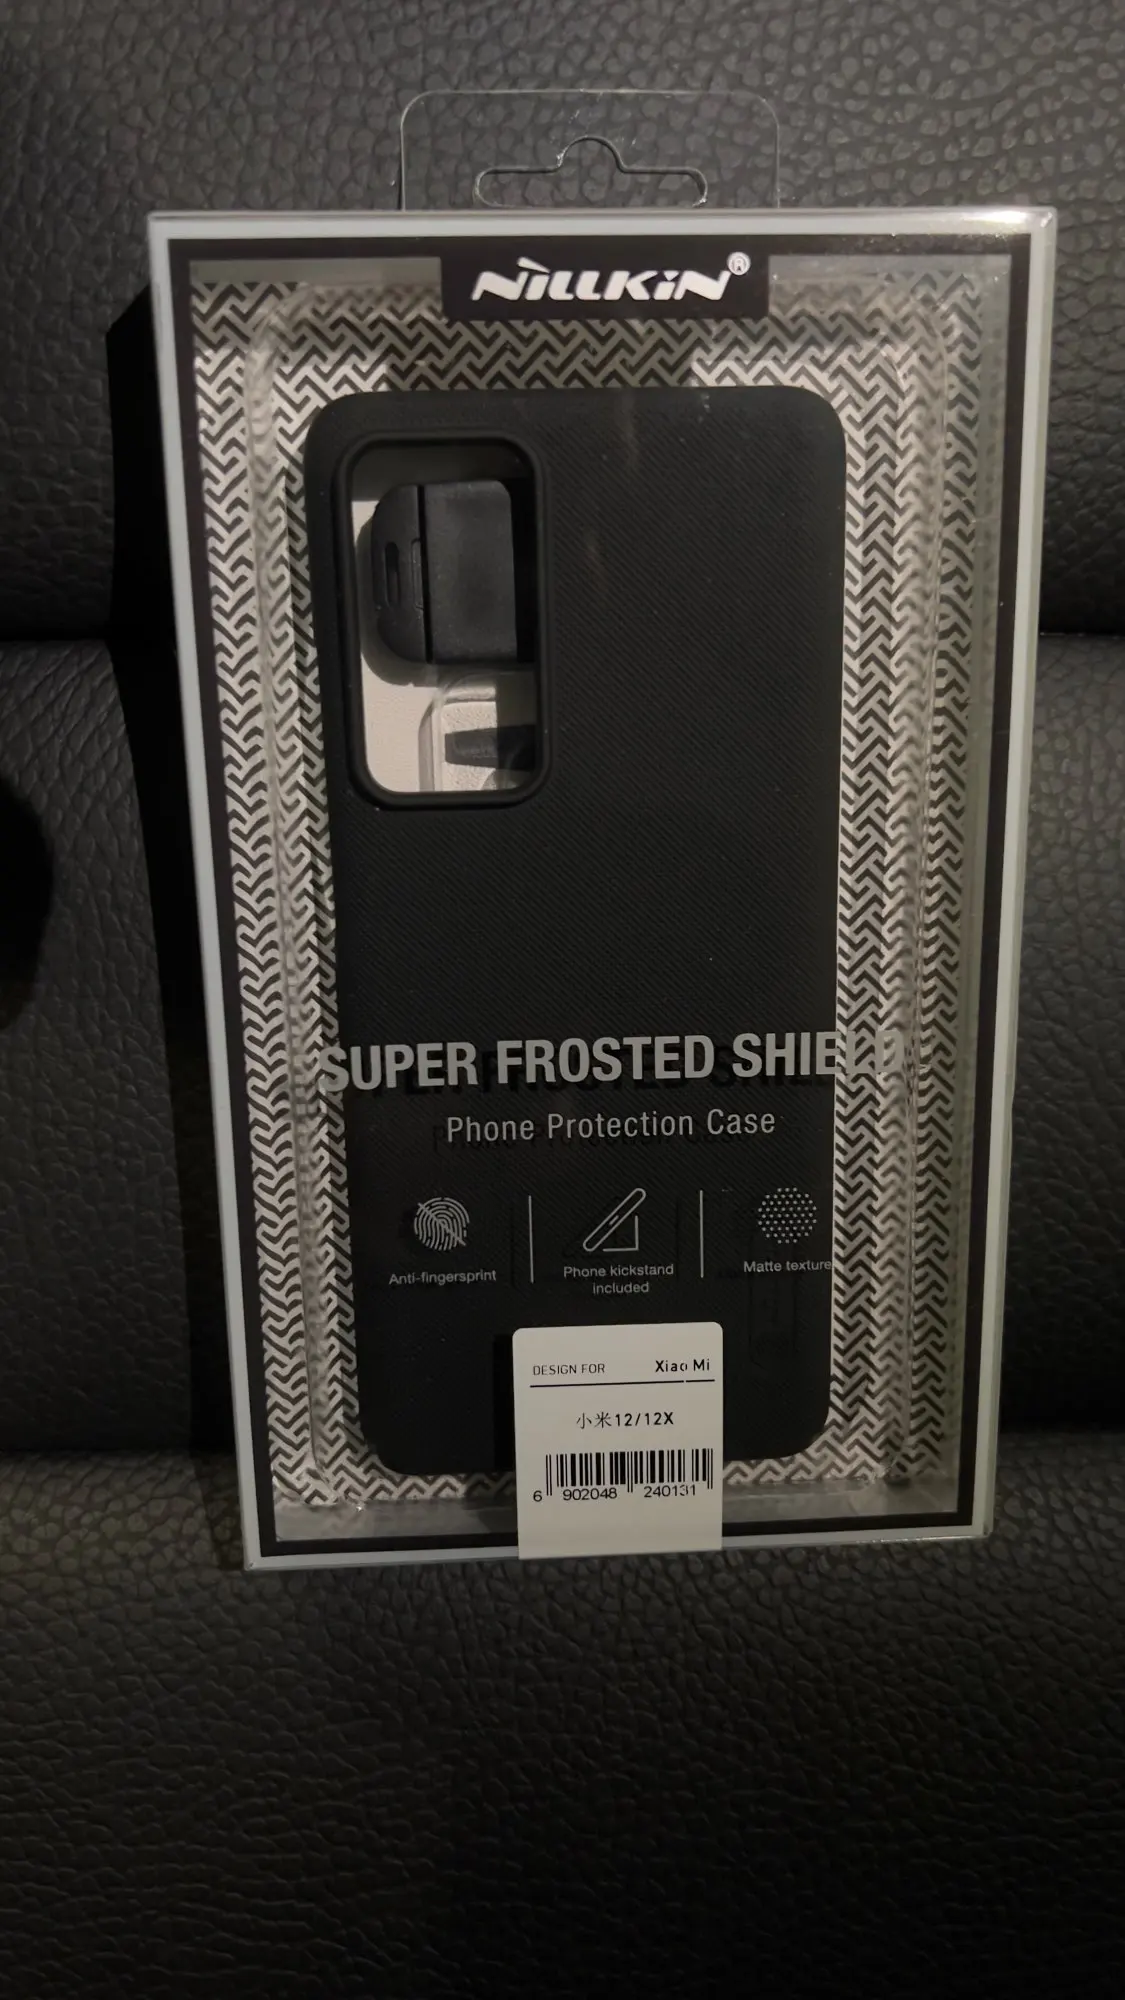 NILLKIN®
SUPER FROSTED SHIELD
Phone Protection Case
Anti-fingersprint
Phone kickstand
included
Matte texture
DESIGN FOR Xiao Mi
小米12/12X
6 902048 240131